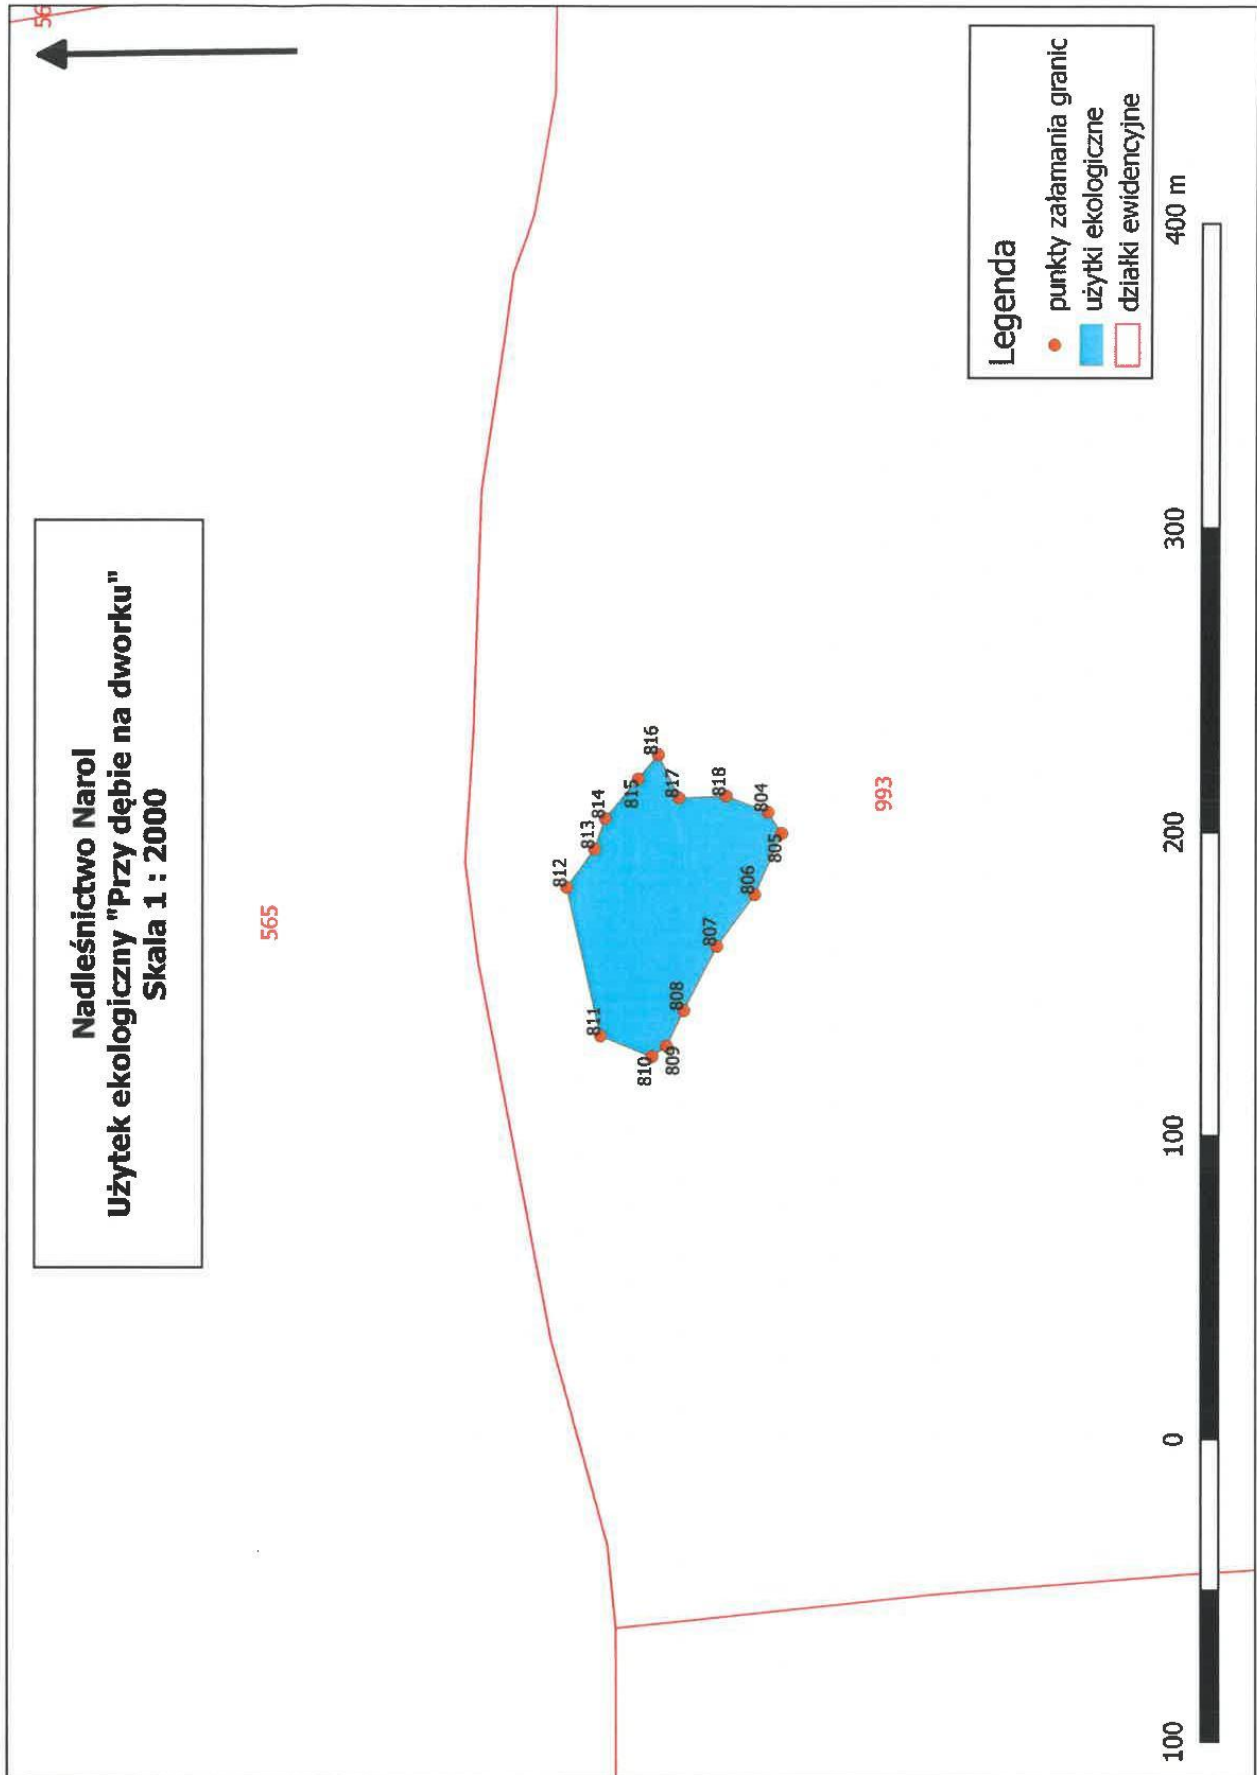 Nadleśnictwo Narol
Użytek ekologiczny "Przy dębie na dworku"
Skala 1 : 2000
56
565
812
813
814
811
815
816
810
817
809
808
818
807
804
806
805
993
Legenda
punkty załamania granic
użytki ekologiczne
działki ewidencyjne
100
0
100
200
300
400 m